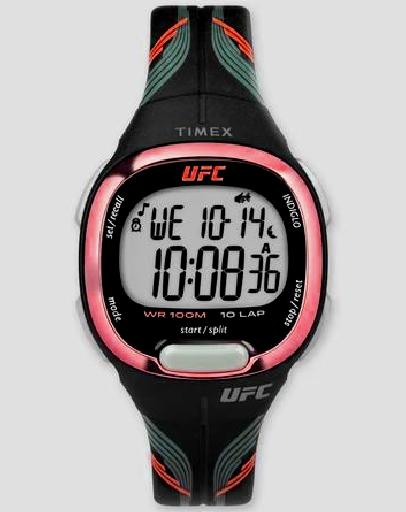 TIMEX
UFC
set/recall
INDIGLO
WE 10-14
A
10:08 36
mode
stop/reset
WR 100M 10 LAP
start/split
UFC